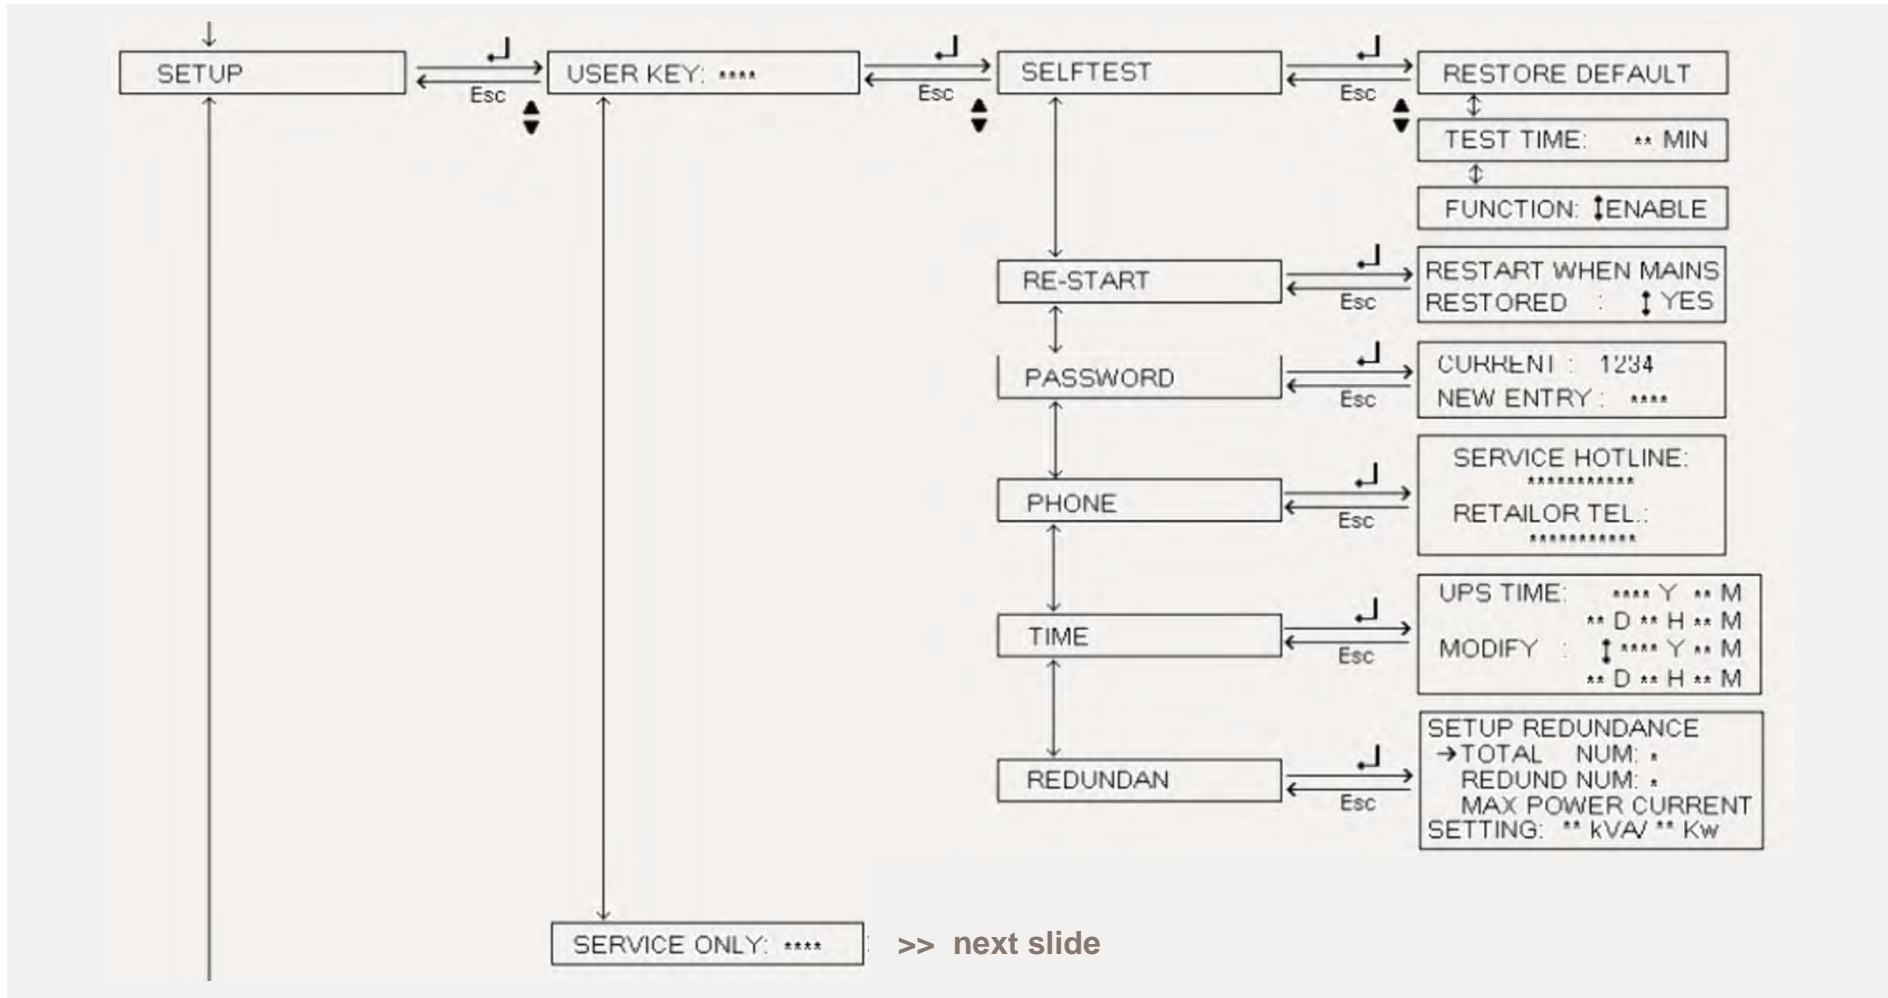 SETUP
Esc
USER KEY: ****
Esc
SELFTEST
Esc
RESTORE DEFAULT
TEST TIME: ** MIN
FUNCTION: ↕ENABLE
RE-START
Esc
RESTART WHEN MAINS
RESTORED : ↕ YES
PASSWORD
Esc
CURRENT : 1234
NEW ENTRY : ****
PHONE
Esc
SERVICE HOTLINE:
***********
RETAILOR TEL.:
***********
TIME
Esc
UPS TIME: **** Y ** M
** D ** H ** M
MODIFY : ↕ **** Y ** M
** D ** H ** M
REDUNDAN
Esc
SETUP REDUNDANCE
→TOTAL NUM: *
REDUND NUM: *
MAX POWER CURRENT
SETTING: ** kVA/ ** Kw
SERVICE ONLY: ****
>> next slide